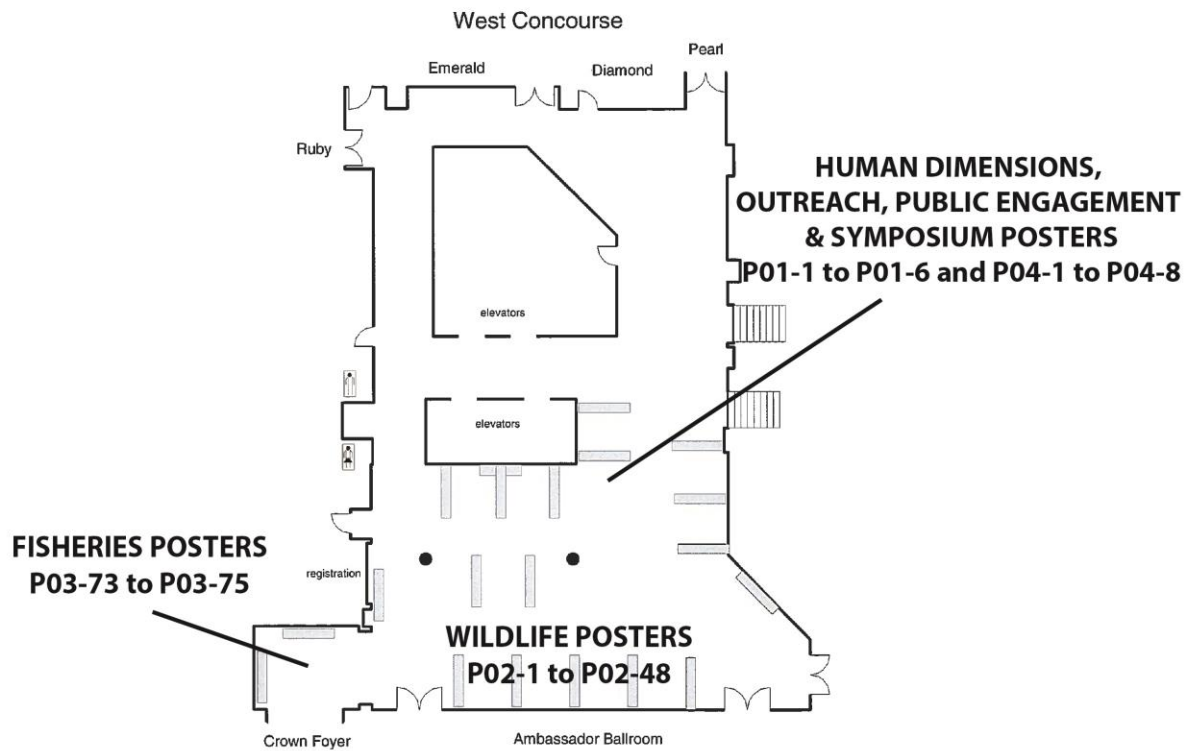 West Concourse
Pearl
Emerald
Diamond
Ruby
HUMAN DIMENSIONS,
OUTREACH, PUBLIC ENGAGEMENT
& SYMPOSIUM POSTERS
P01-1 to P01-6 and P04-1 to P04-8
elevators
elevators
FISHERIES POSTERS
P03-73 to P03-75
registration
WILDLIFE POSTERS
P02-1 to P02-48
Crown Foyer
Ambassador Ballroom